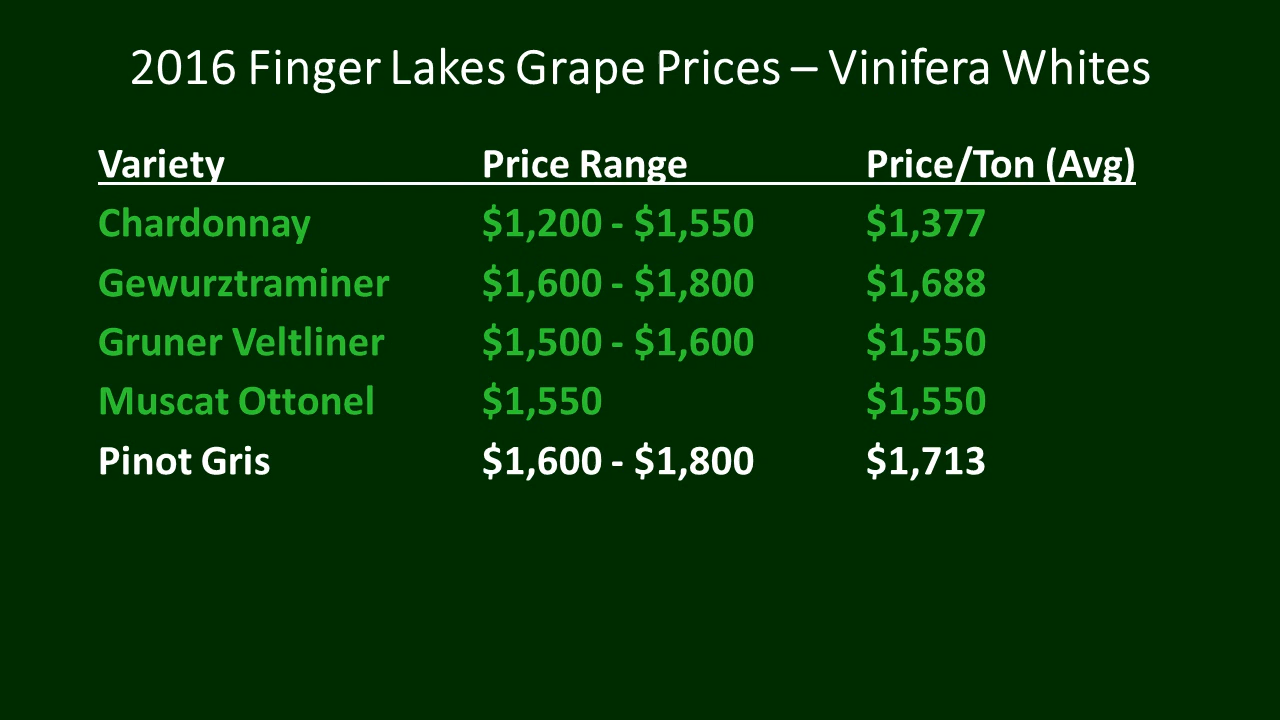 2016 Finger Lakes Grape Prices – Vinifera Whites
Variety Price Range Price/Ton (Avg)
Chardonnay $1,200 - $1,550 $1,377
Gewurztraminer $1,600 - $1,800 $1,688
Gruner Veltliner $1,500 - $1,600 $1,550
Muscat Ottonel $1,550 $1,550
Pinot Gris $1,600 - $1,800 $1,713